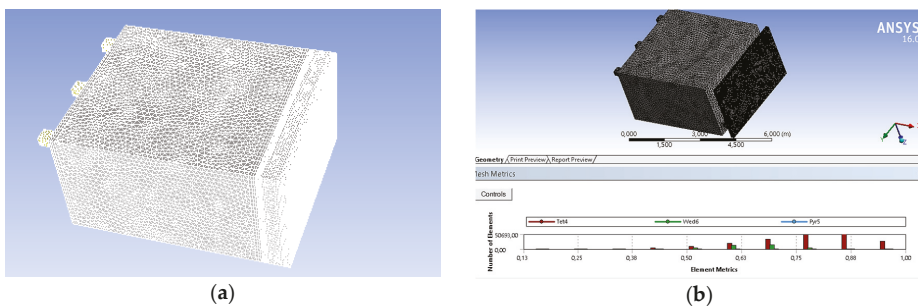 ANSYS
16.0
0,000 3,000 6,000 (m)
1,500 4,500
Geometry Print Preview Report Preview
Mesh Metrics
Controls
Tet4 Wed6 Pyr5
Number of Elements
50693,00
0,00
0,13 0,25 0,38 0,50 0,63 0,75 0,88 1,00
Element Metrics
(a) (b)